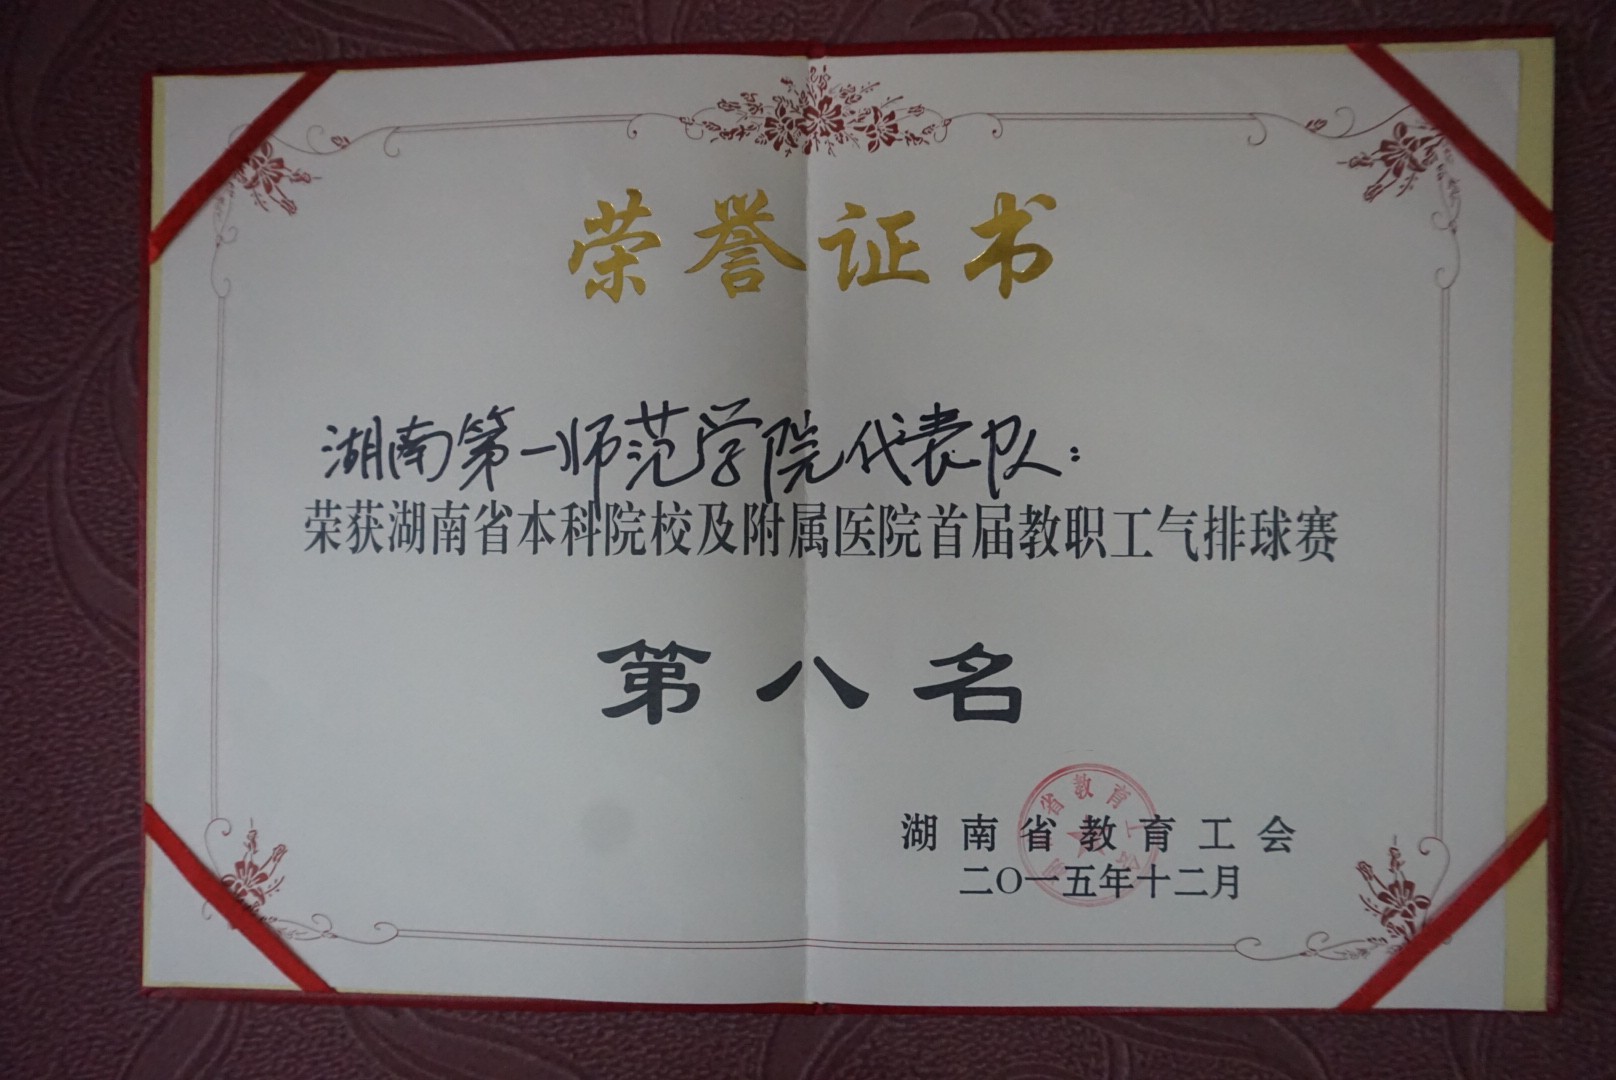 荣誉证书
湖南第一师范学院代表队:
荣获湖南省本科院校及附属医院首届教职工气排球赛
第八名
湖南省教育工会
二〇一五年十二月